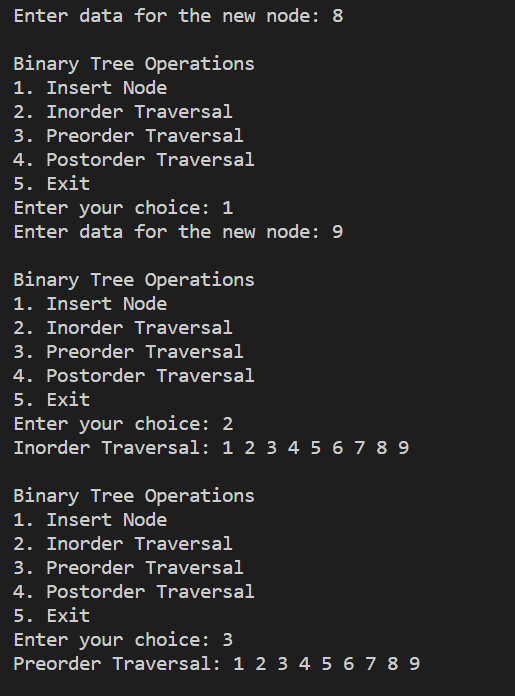 Enter data for the new node: 8
Binary Tree Operations
1. Insert Node
2. Inorder Traversal
3. Preorder Traversal
4. Postorder Traversal
5. Exit
Enter your choice: 1
Enter data for the new node: 9
Binary Tree Operations
1. Insert Node
2. Inorder Traversal
3. Preorder Traversal
4. Postorder Traversal
5. Exit
Enter your choice: 2
Inorder Traversal: 1 2 3 4 5 6 7 8 9
Binary Tree Operations
1. Insert Node
2. Inorder Traversal
3. Preorder Traversal
4. Postorder Traversal
5. Exit
Enter your choice: 3
Preorder Traversal: 1 2 3 4 5 6 7 8 9